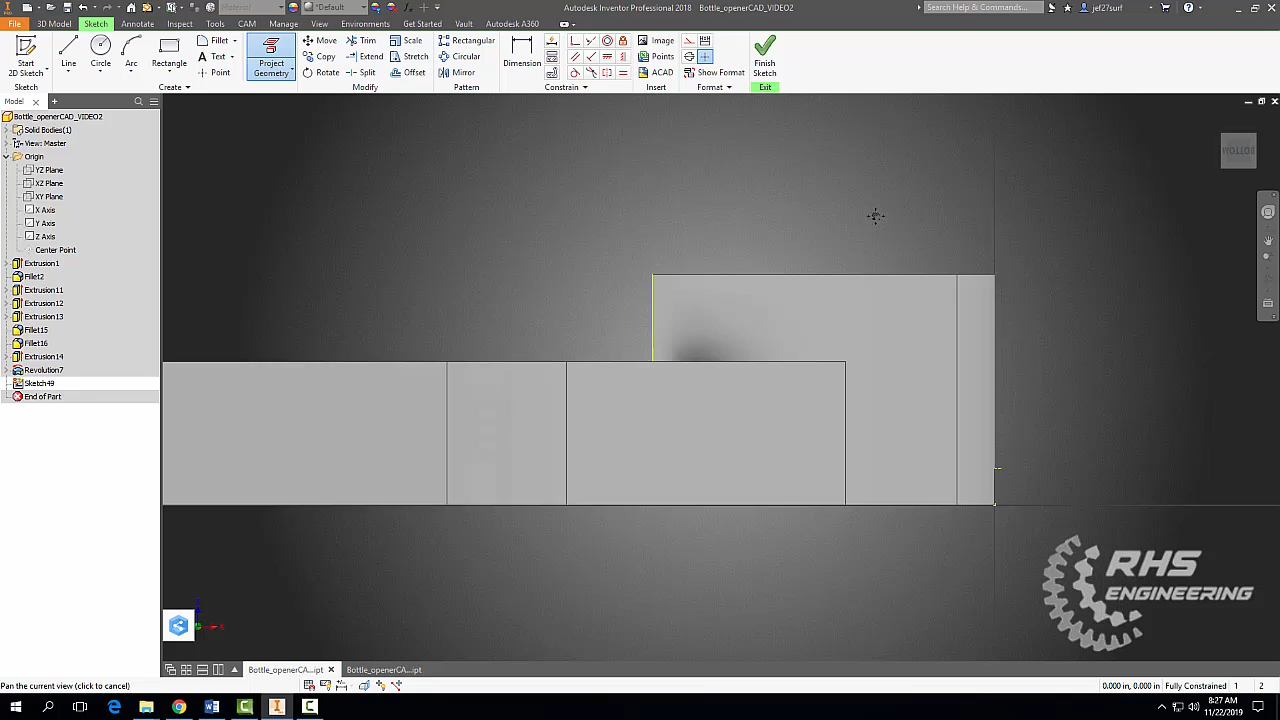 Material
*Default
Autodesk Inventor Professional 2018 Bottle_openerCAD_VIDEO2
Search Help & Commands...
jef27surf
File 3D Model Sketch Annotate Inspect Tools CAM Manage View Environments Get Started Vault Autodesk A360
Start
2D Sketch
Line
Circle
Arc
Rectangle
Fillet
Text
Point
Project
Geometry
Move
Copy
Rotate
Trim
Extend
Split
Scale
Stretch
Offset
Rectangular
Circular
Mirror
Dimension
Image
Points
ACAD
Show Format
Finish
Sketch
Sketch Create Modify Pattern Constrain Insert Format Exit
Model
Bottle_openerCAD_VIDEO2
Solid Bodies(1)
View: Master
Origin
YZ Plane
XZ Plane
XY Plane
X Axis
Y Axis
Z Axis
Center Point
Extrusion1
Fillet2
Extrusion11
Extrusion12
Extrusion13
Fillet15
Fillet16
Extrusion14
Revolution7
Sketch49
End of Part
BOTTOM
RHS
ENGINEERING
Bottle_openerCA...ipt
Bottle_openerCA...ipt
Pan the current view (click to cancel)
0.000 in, 0.000 in Fully Constrained 1 2
8:27 AM
11/22/2019